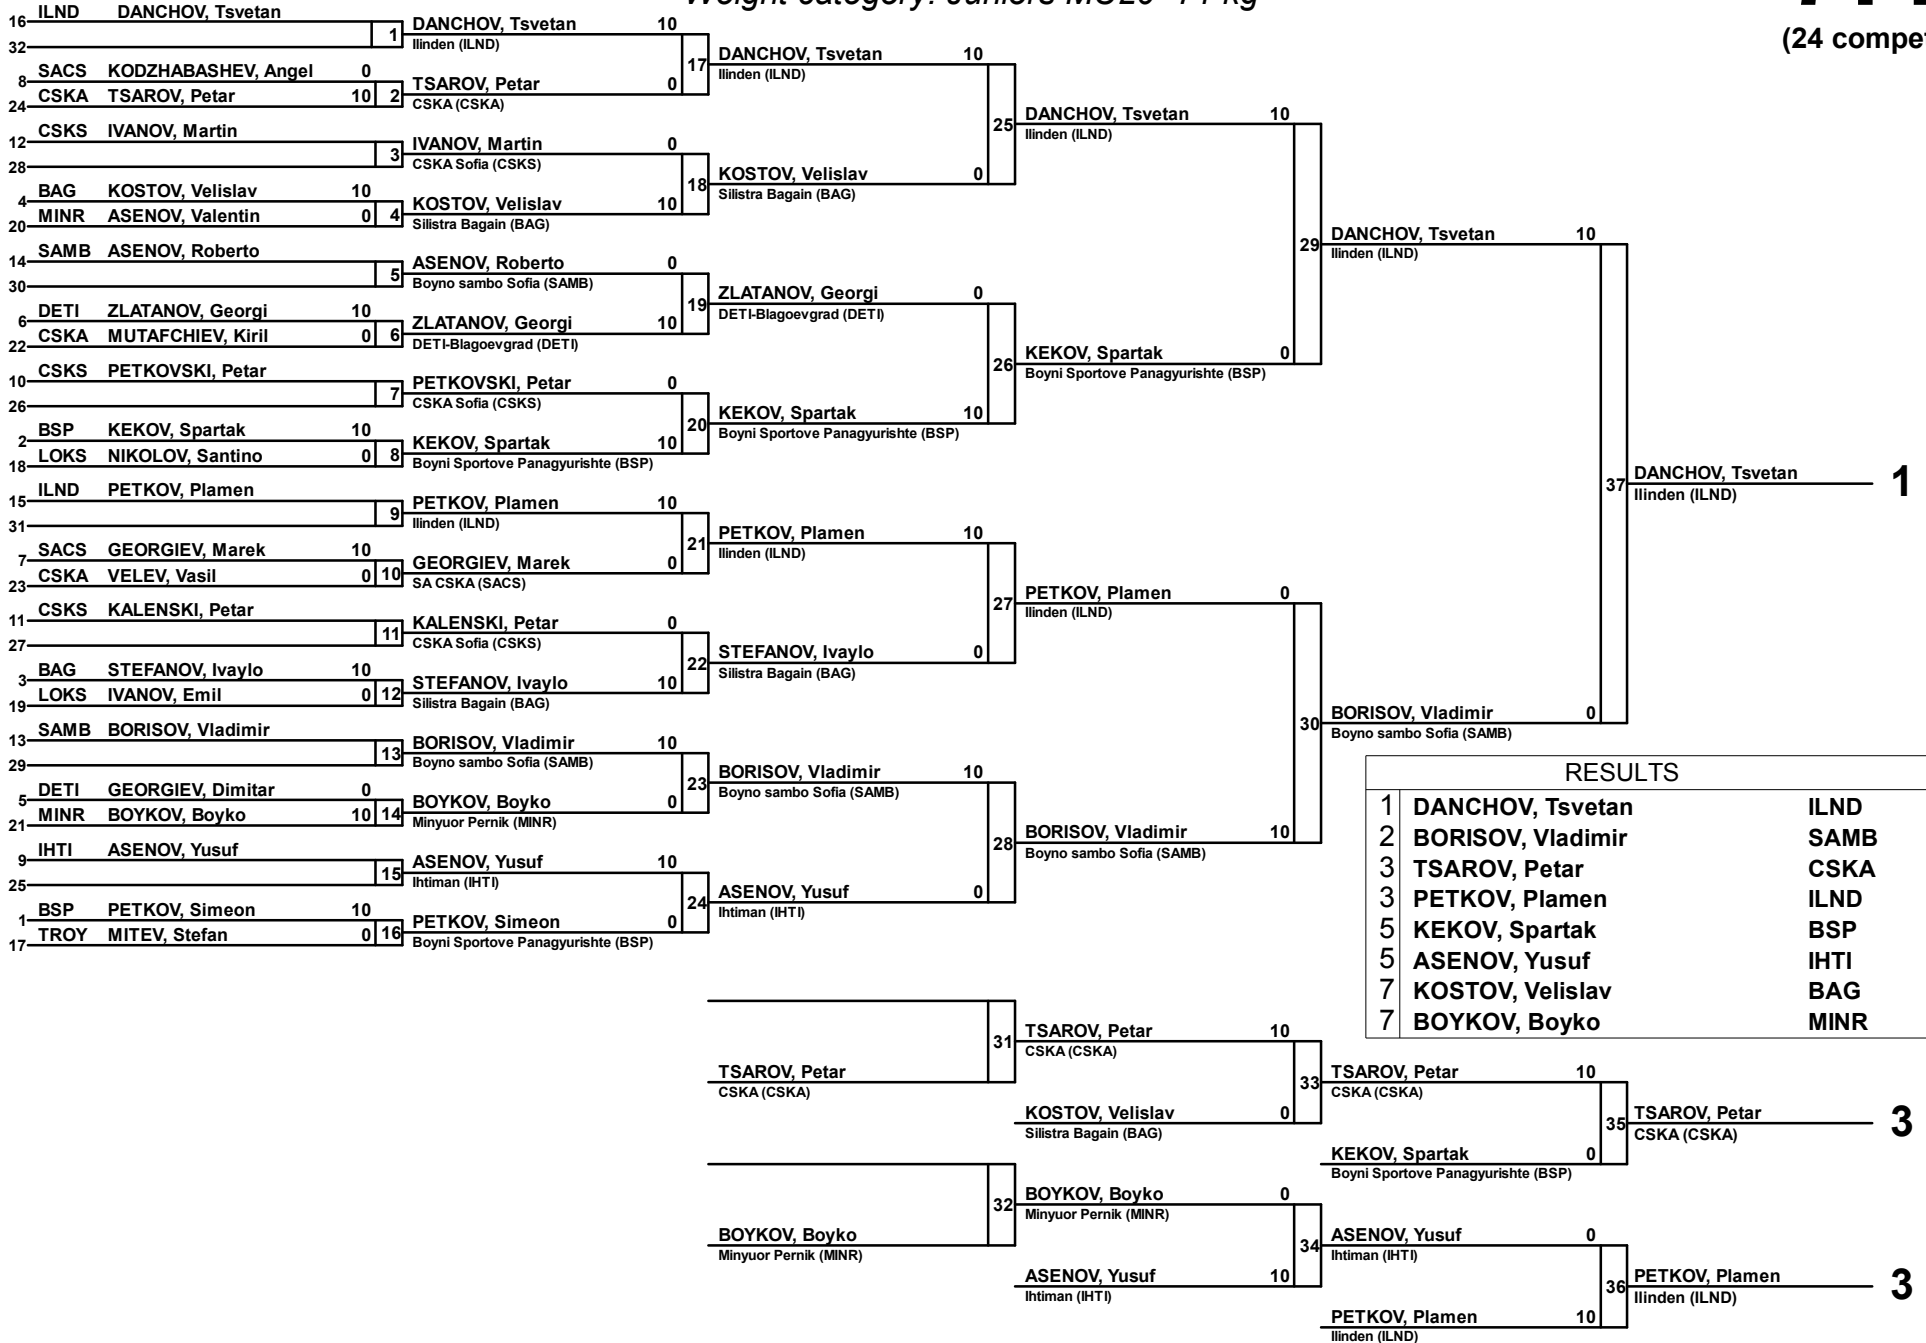 Weight category: Juniors
(24 compet
16 ILND DANCHOV, Tsvetan
32
1
8 SACS KODZHABASHEV, Angel 0
24 CSKA TSAROV, Petar 10
2
12 CSKS IVANOV, Martin
28
3
4 BAG KOSTOV, Velislav 10
20 MINR ASENOV, Valentin 0
4
14 SAMB ASENOV, Roberto
30
5
6 DETI ZLATANOV, Georgi 10
22 CSKA MUTAFCHIEV, Kiril 0
6
10 CSKS PETKOVSKI, Petar
26
7
2 BSP KEKOV, Spartak 10
18 LOKS NIKOLOV, Santino 0
8
15 ILND PETKOV, Plamen
31
9
7 SACS GEORGIEV, Marek 10
23 CSKA VELEV, Vasil 0
10
11 CSKS KALENSKI, Petar
27
11
3 BAG STEFANOV, Ivaylo 10
19 LOKS IVANOV, Emil 0
12
13 SAMB BORISOV, Vladimir
29
13
5 DETI GEORGIEV, Dimitar 0
21 MINR BOYKOV, Boyko 10
14
9 IHTI ASENOV, Yusuf
25
15
1 BSP PETKOV, Simeon 10
17 TROY MITEV, Stefan 0
16
DANCHOV, Tsvetan 10
Ilinden (ILND)
17
TSAROV, Petar 0
CSKA (CSKA)
IVANOV, Martin 0
CSKA Sofia (CSKS)
18
KOSTOV, Velislav 10
Silistra Bagain (BAG)
ASENOV, Roberto 0
Boyno sambo Sofia (SAMB)
19
ZLATANOV, Georgi 10
DETI-Blagoevgrad (DETI)
PETKOVSKI, Petar 0
CSKA Sofia (CSKS)
20
KEKOV, Spartak 10
Boyni Sportove Panagyurishte (BSP)
PETKOV, Plamen 10
Ilinden (ILND)
21
GEORGIEV, Marek 0
SA CSKA (SACS)
KALENSKI, Petar 0
CSKA Sofia (CSKS)
22
STEFANOV, Ivaylo 10
Silistra Bagain (BAG)
BORISOV, Vladimir 10
Boyno sambo Sofia (SAMB)
23
BOYKOV, Boyko 0
Minyuor Pernik (MINR)
ASENOV, Yusuf 10
Ihtiman (IHTI)
24
PETKOV, Simeon 0
Boyni Sportove Panagyurishte (BSP)
DANCHOV, Tsvetan 10
Ilinden (ILND)
25
KOSTOV, Velislav 0
Silistra Bagain (BAG)
ZLATANOV, Georgi 0
DETI-Blagoevgrad (DETI)
26
KEKOV, Spartak 10
Boyni Sportove Panagyurishte (BSP)
PETKOV, Plamen 10
Ilinden (ILND)
27
STEFANOV, Ivaylo 0
Silistra Bagain (BAG)
BORISOV, Vladimir 10
Boyno sambo Sofia (SAMB)
28
ASENOV, Yusuf 0
Ihtiman (IHTI)
DANCHOV, Tsvetan 10
Ilinden (ILND)
29
KEKOV, Spartak 0
Boyni Sportove Panagyurishte (BSP)
PETKOV, Plamen 0
Ilinden (ILND)
30
BORISOV, Vladimir 10
Boyno sambo Sofia (SAMB)
DANCHOV, Tsvetan 10
Ilinden (ILND)
37
BORISOV, Vladimir 0
Boyno sambo Sofia (SAMB)
DANCHOV, Tsvetan 1
Ilinden (ILND)
RESULTS
1 DANCHOV, Tsvetan ILND
2 BORISOV, Vladimir SAMB
3 TSAROV, Petar CSKA
3 PETKOV, Plamen ILND
5 KEKOV, Spartak BSP
5 ASENOV, Yusuf IHTI
7 KOSTOV, Velislav BAG
7 BOYKOV, Boyko MINR
31
TSAROV, Petar
CSKA (CSKA)
TSAROV, Petar 10
CSKA (CSKA)
33
KOSTOV, Velislav 0
Silistra Bagain (BAG)
TSAROV, Petar 10
CSKA (CSKA)
35
KEKOV, Spartak 0
Boyni Sportove Panagyurishte (BSP)
TSAROV, Petar 3
CSKA (CSKA)
32
BOYKOV, Boyko
Minyuor Pernik (MINR)
BOYKOV, Boyko 0
Minyuor Pernik (MINR)
34
ASENOV, Yusuf 10
Ihtiman (IHTI)
ASENOV, Yusuf 0
Ihtiman (IHTI)
36
PETKOV, Plamen 10
Ilinden (ILND)
PETKOV, Plamen 3
Ilinden (ILND)